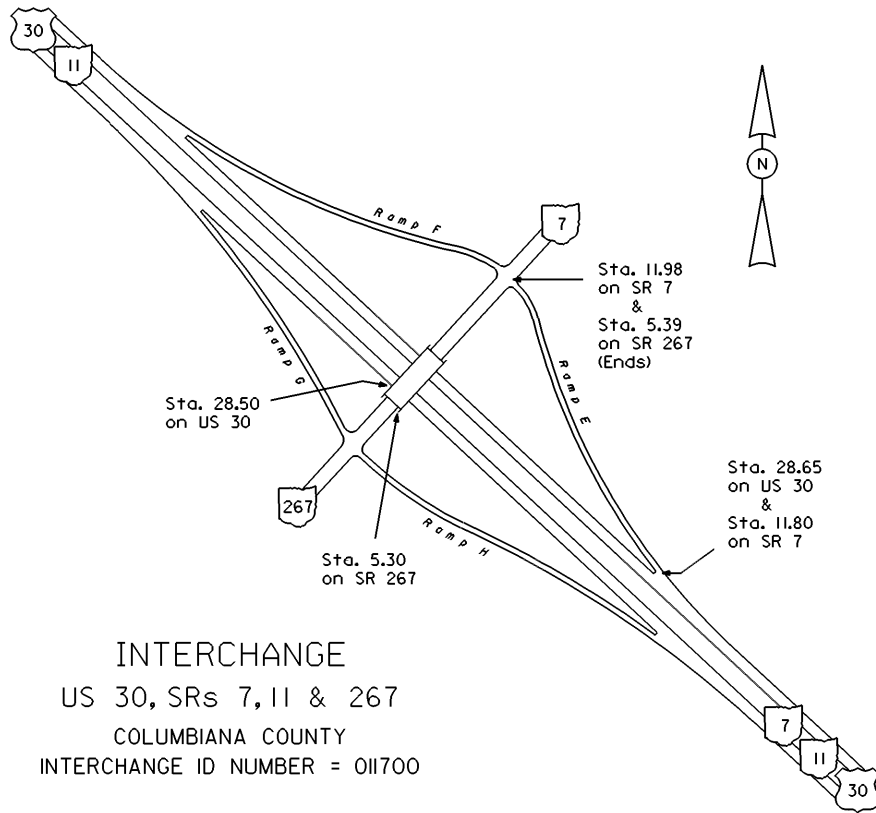 30
11
N
Ramp F
7
Sta. 11.98
on SR 7
&
Sta. 5.39
on SR 267
(Ends)
Ramp G
Ramp E
Sta. 28.50
on US 30
Sta. 28.65
on US 30
&
Sta. 11.80
on SR 7
267
Ramp H
Sta. 5.30
on SR 267
INTERCHANGE
US 30, SRs 7, 11 & 267
COLUMBIANA COUNTY
INTERCHANGE ID NUMBER = 011700
7
11
30